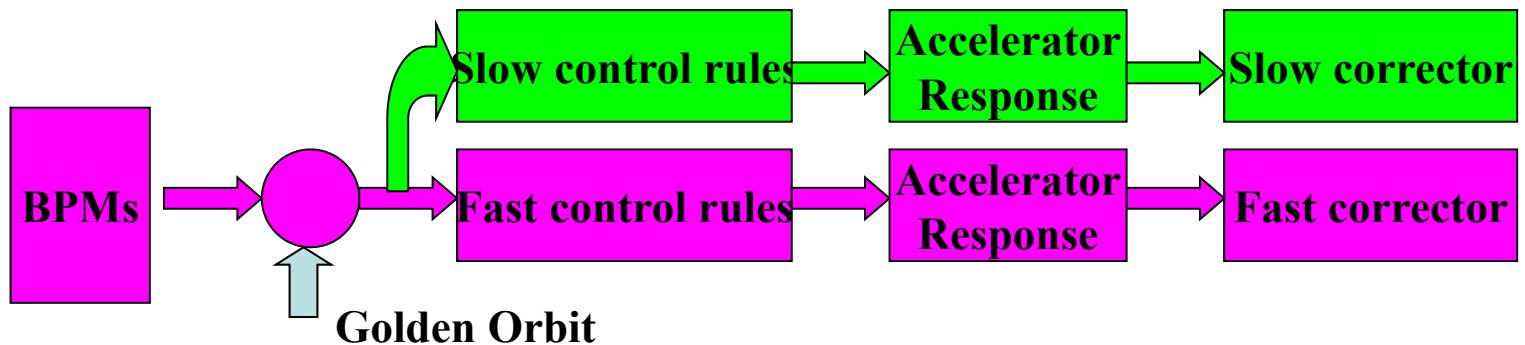 Slow control rules
Accelerator
Response
Slow corrector
BPMs
Fast control rules
Accelerator
Response
Fast corrector
Golden Orbit